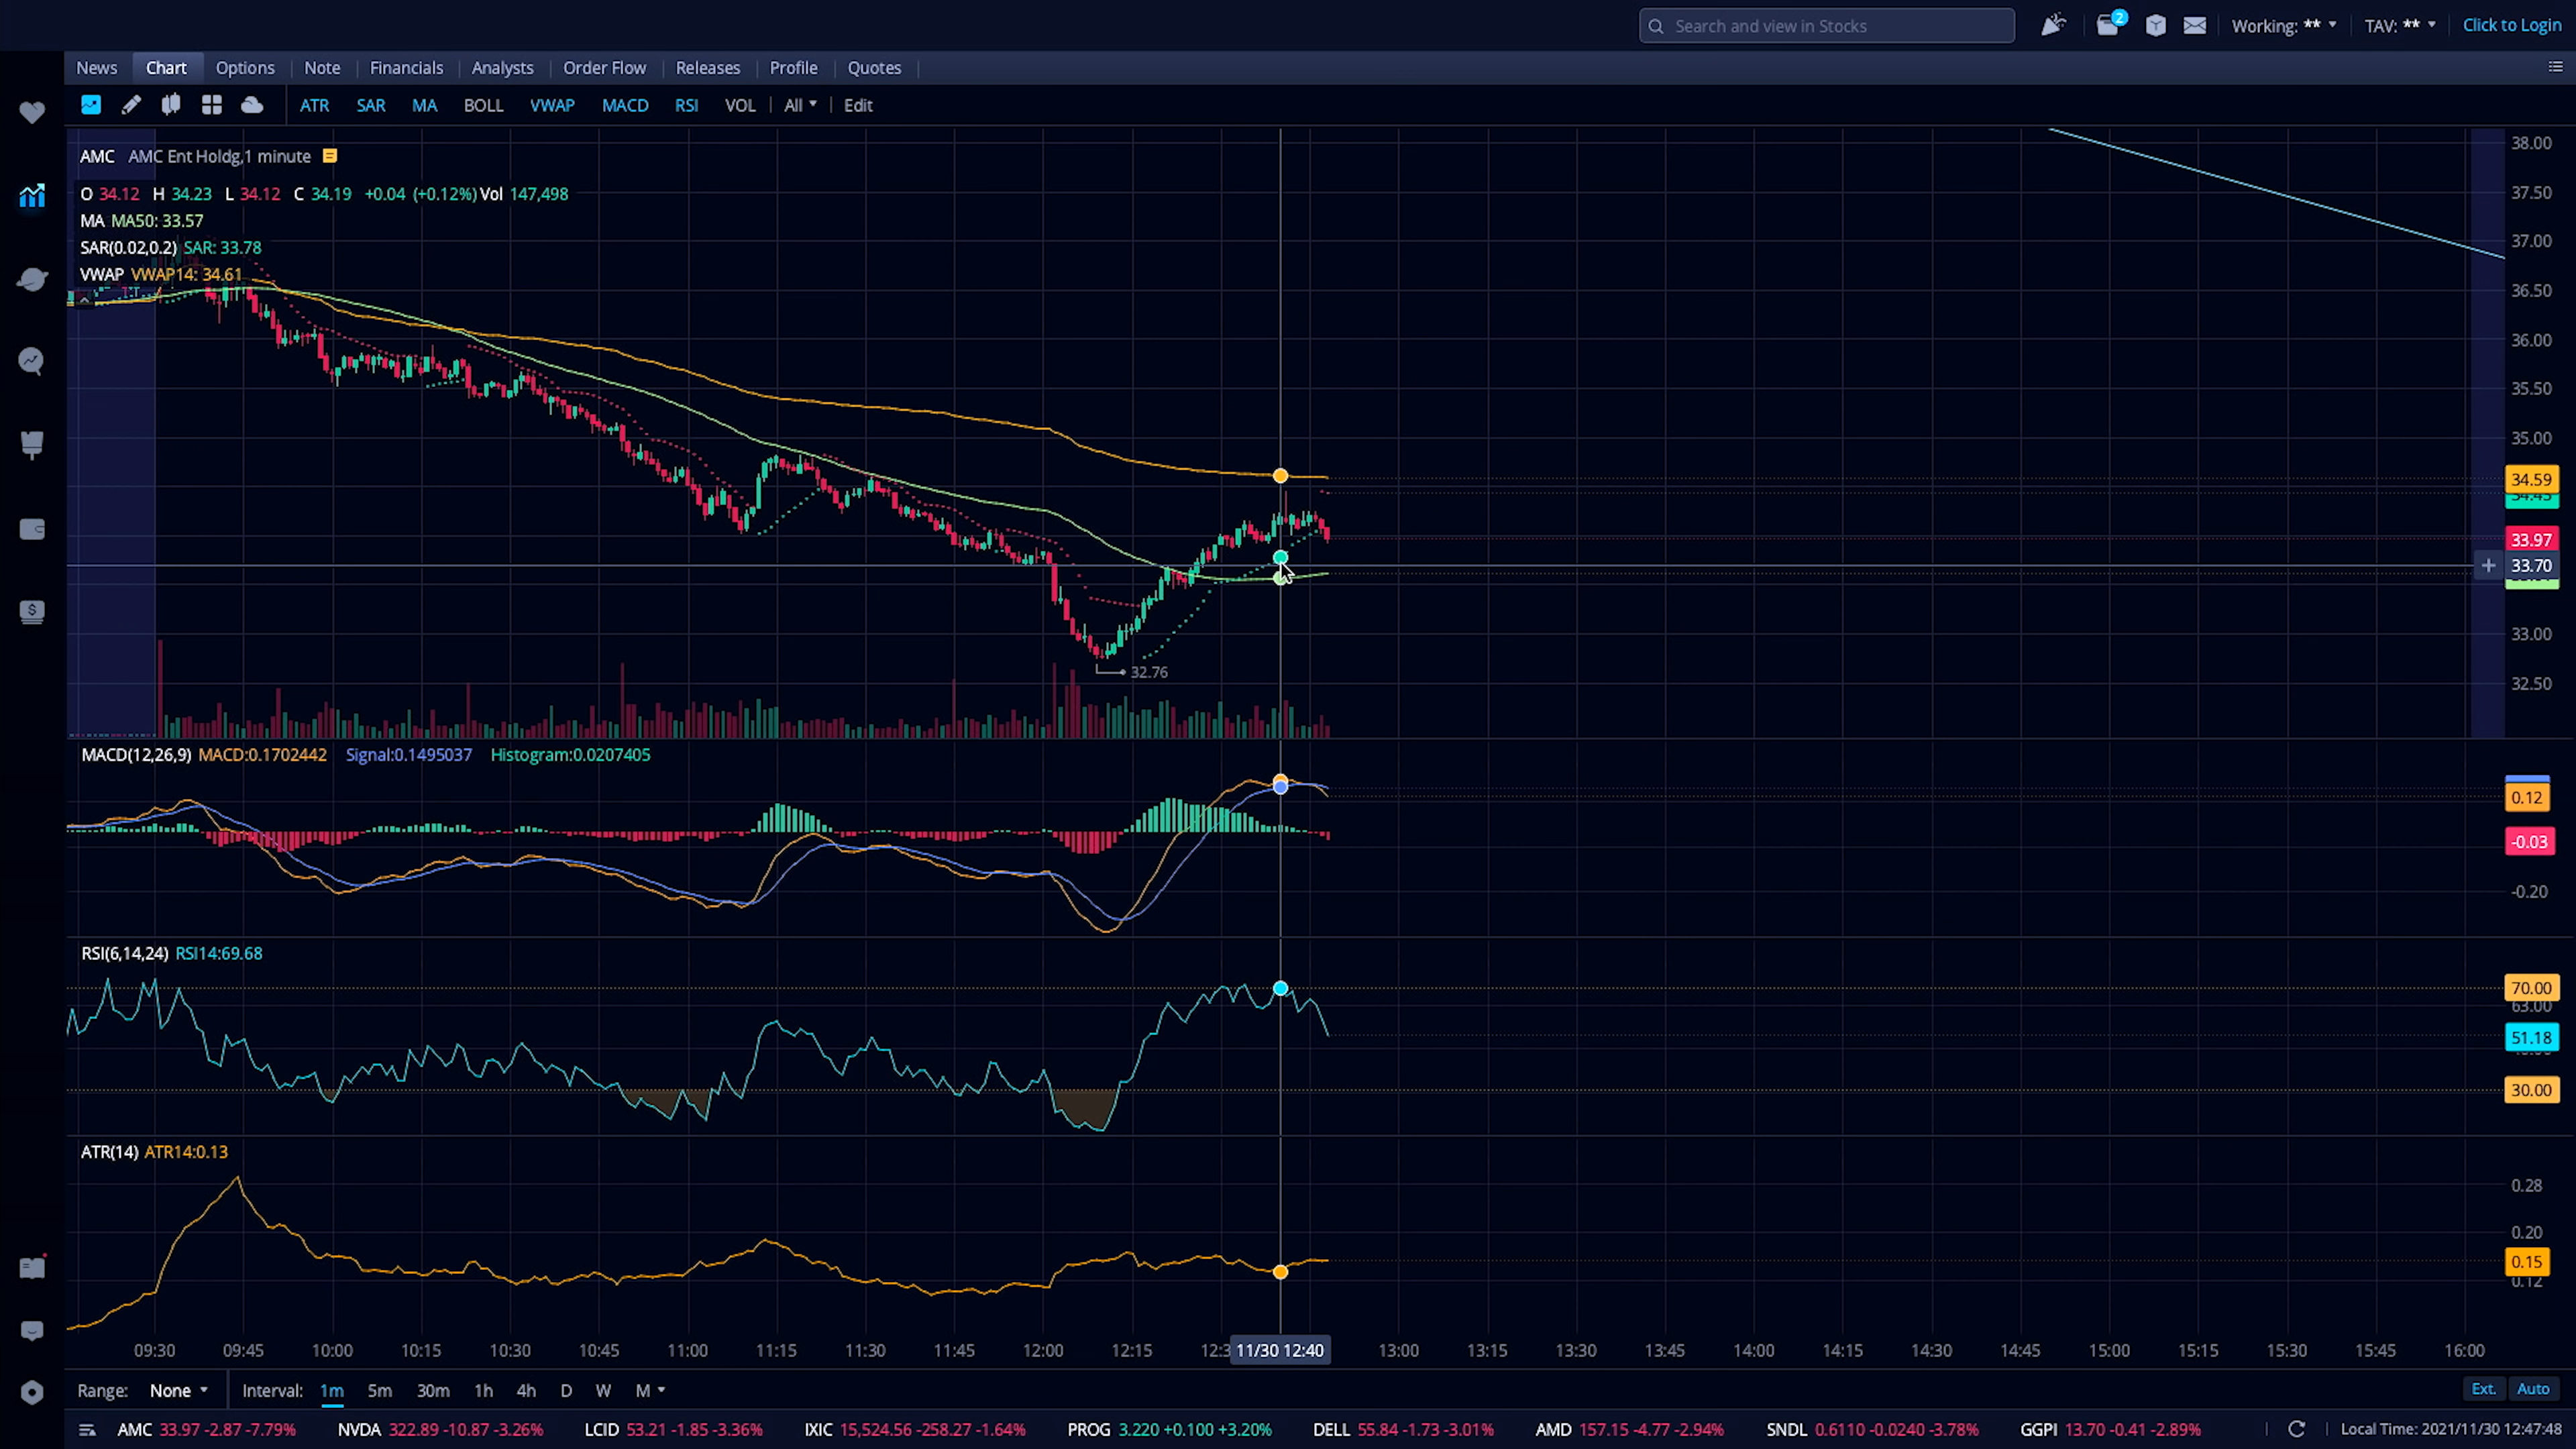 Search and view in Stocks 2 Working: ** TAV: ** Click to Login
News Chart Options Note Financials Analysts Order Flow Releases Profile Quotes
ATR SAR MA BOLL VWAP MACD RSI VOL All Edit
AMC AMC Ent Holdg,1 minute
O 34.12 H 34.23 L 34.12 C 34.19 +0.04 (+0.12%) Vol 147,498
MA MA50: 33.57
SAR(0.02,0.2) SAR: 33.78
VWAP VWAP14: 34.61
38.00
37.50
37.00
36.50
36.00
35.50
35.00
34.59
33.97
33.70
33.00
32.50
32.76
MACD(12,26,9) MACD:0.1702442 Signal:0.1495037 Histogram:0.0207405
0.12
-0.03
-0.20
RSI(6,14,24) RSI14:69.68
70.00
63.00
51.18
30.00
ATR(14) ATR14:0.13
0.28
0.20
0.15
0.12
09:30 09:45 10:00 10:15 10:30 10:45 11:00 11:15 11:30 11:45 12:00 12:15 12:3 11/30 12:40 13:00 13:15 13:30 13:45 14:00 14:15 14:30 14:45 15:00 15:15 15:30 15:45 16:00
Range: None Interval: 1m 5m 30m 1h 4h D W M Ext. Auto
AMC 33.97 -2.87 -7.79% NVDA 322.89 -10.87 -3.26% LCID 53.21 -1.85 -3.36% IXIC 15,524.56 -258.27 -1.64% PROG 3.220 +0.100 +3.20% DELL 55.84 -1.73 -3.01% AMD 157.15 -4.77 -2.94% SNDL 0.6110 -0.0240 -3.78% GGPI 13.70 -0.41 -2.89% Local Time: 2021/11/30 12:47:48